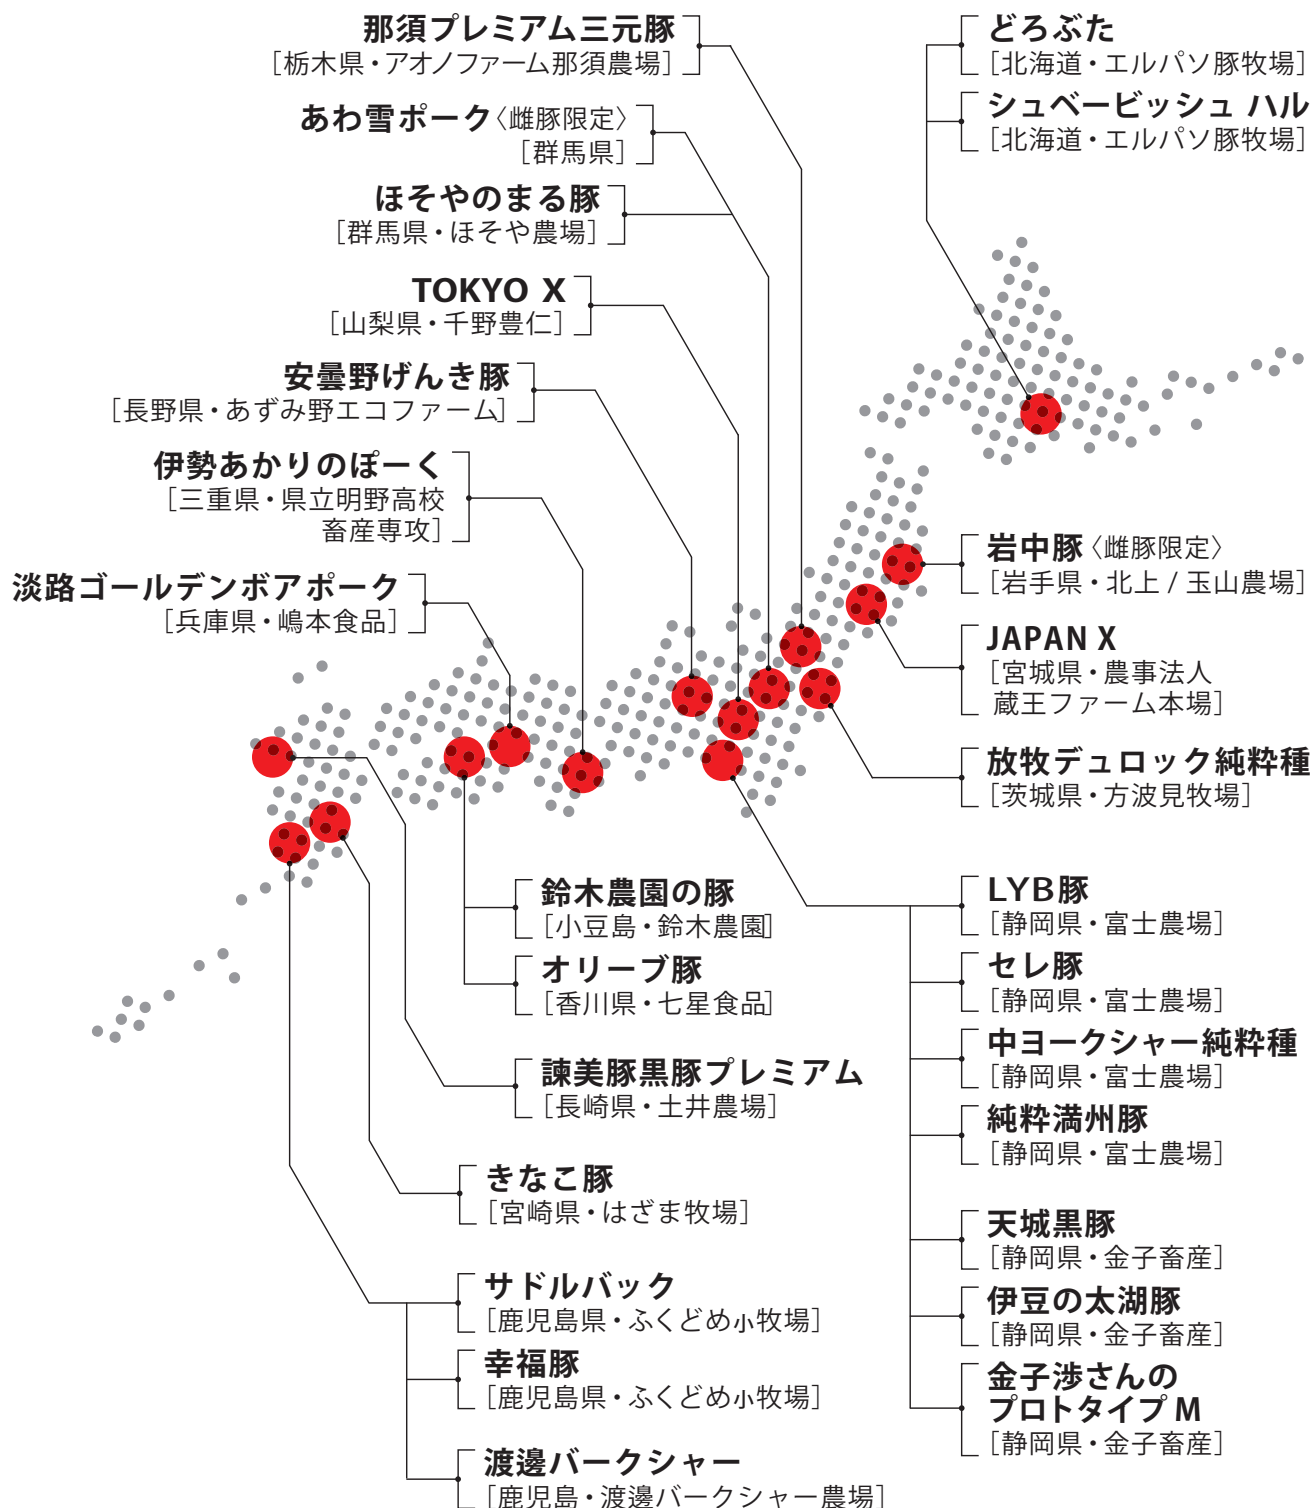 那須プレミアム三元豚
[栃木県・アオノファーム那須農場]
あわ雪ポーク〈雌豚限定〉
[群馬県]
ほそやのまる豚
[群馬県・ほそや農場]
TOKYO X
[山梨県・千野豊仁]
安曇野げんき豚
[長野県・あずみ野エコファーム]
伊勢あかりのぽーく
[三重県・県立明野高校
畜産専攻]
淡路ゴールデンボアポーク
[兵庫県・嶋本食品]
どろぶた
[北海道・エルパソ豚牧場]
シュベービッシュ ハル
[北海道・エルパソ豚牧場]
岩中豚〈雌豚限定〉
[岩手県・北上 / 玉山農場]
JAPAN X
[宮城県・農事法人
蔵王ファーム本場]
放牧デュロック純粋種
[茨城県・方波見牧場]
鈴木農園の豚
[小豆島・鈴木農園]
オリーブ豚
[香川県・七星食品]
諫美豚黒豚プレミアム
[長崎県・土井農場]
きなこ豚
[宮崎県・はざま牧場]
サドルバック
[鹿児島県・ふくどめ小牧場]
幸福豚
[鹿児島県・ふくどめ小牧場]
渡邊バークシャー
[鹿児島・渡邊バークシャー農場]
LYB豚
[静岡県・富士農場]
セレ豚
[静岡県・富士農場]
中ヨークシャー純粋種
[静岡県・富士農場]
純粋満州豚
[静岡県・富士農場]
天城黒豚
[静岡県・金子畜産]
伊豆の太湖豚
[静岡県・金子畜産]
金子渉さんの
プロトタイプ M
[静岡県・金子畜産]